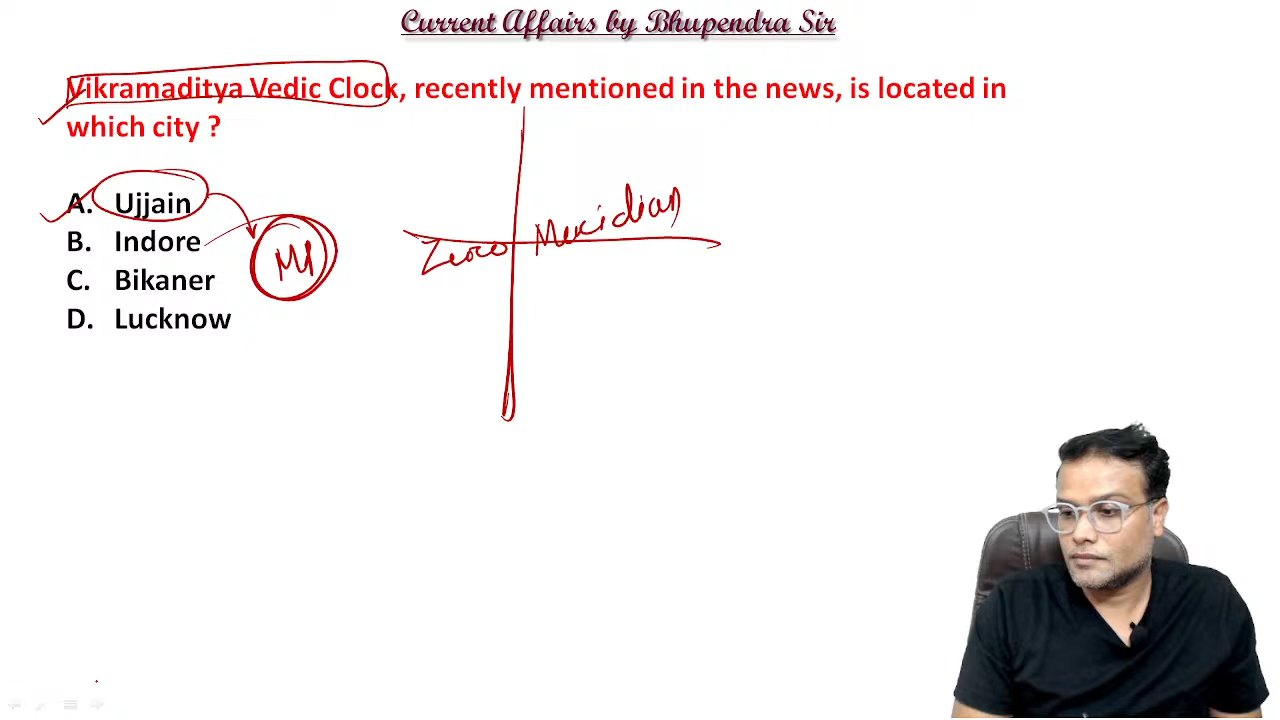 Current Affairs by Bhupendra Sir
Vikramaditya Vedic Clock, recently mentioned in the news, is located in
which city ?
A. Ujjain
B. Indore
C. Bikaner
D. Lucknow
Zero Meridian